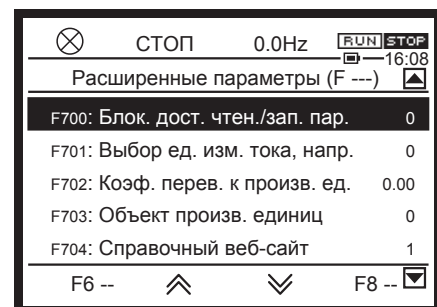 СТОП 0.0Hz RUN STOP
16:08
Расширенные параметры (F ---)
F700: Блок. дост. чтен./зап. пар. 0
F701: Выбор ед. изм. тока, напр. 0
F702: Коэф. перев. к произв. ед. 0.00
F703: Объект произв. единиц 0
F704: Справочный веб-сайт 1
F6 -- F8 --